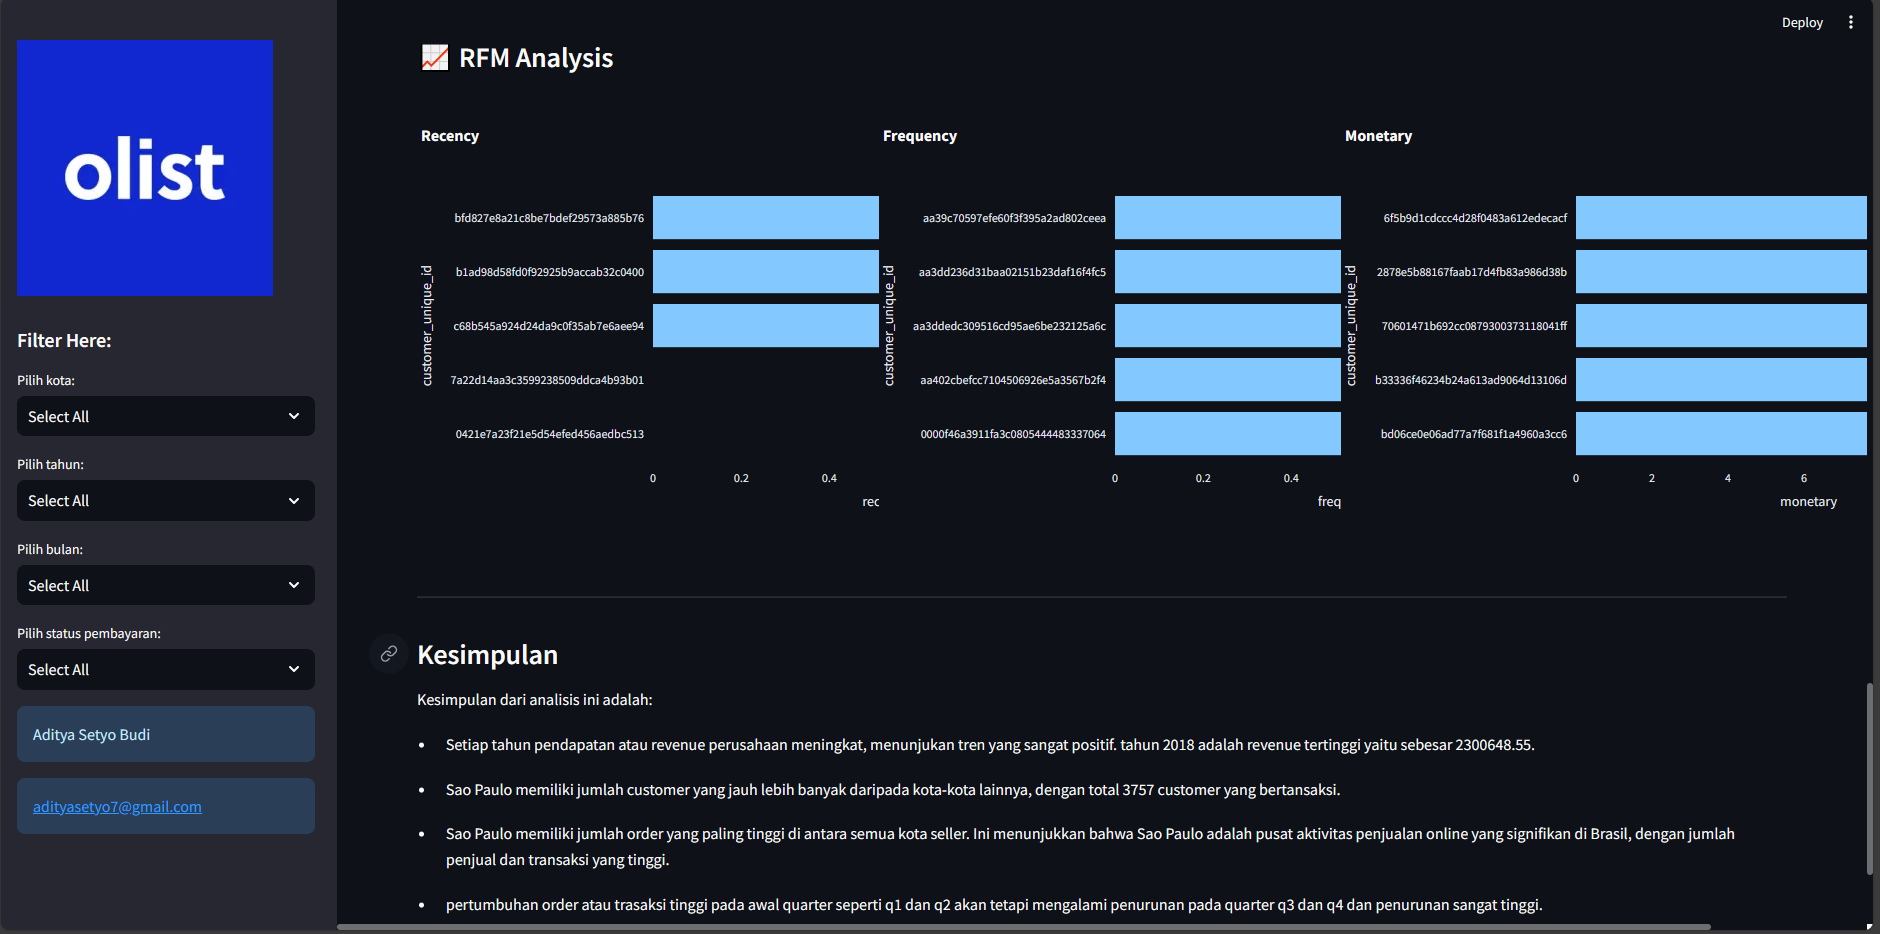 Deploy
olist
Filter Here:
Pilih kota:
Select All
Pilih tahun:
Select All
Pilih bulan:
Select All
Pilih status pembayaran:
Select All
Aditya Setyo Budi
adityasetyo7@gmail.com
RFM Analysis
Recency
customer_unique_id
bfd827e8a21c8be7bdef29573a885b76
b1ad98d58fd0f92925b9accab32c0400
c68b545a924d24da9c0f35ab7e6aee94
7a22d14aa3c3599238509ddca4b93b01
0421e7a23f21e5d54efed456aedbc513
0 0.2 0.4
rec
Frequency
customer_unique_id
aa39c70597efe60f3f395a2ad802ceea
aa3dd236d31baa02151b23daf16f4fc5
aa3ddedc309516cd95ae6be232125a6c
aa402cbefcc7104506926e5a3567b2f4
0000f46a3911fa3c0805444483337064
0 0.2 0.4
freq
Monetary
customer_unique_id
6f5b9d1cdccc4d28f0483a612edecacf
2878e5b88167faab17d4fb83a986d38b
70601471b692cc0879300373118041ff
b33336f46234b24a613ad9064d13106d
bd06ce0e06ad77a7f681f1a4960a3cc6
0 2 4 6
monetary
Kesimpulan
Kesimpulan dari analisis ini adalah:
• Setiap tahun pendapatan atau revenue perusahaan meningkat, menunjukan tren yang sangat positif. tahun 2018 adalah revenue tertinggi yaitu sebesar 2300648.55.
• Sao Paulo memiliki jumlah customer yang jauh lebih banyak daripada kota-kota lainnya, dengan total 3757 customer yang bertansaksi.
• Sao Paulo memiliki jumlah order yang paling tinggi di antara semua kota seller. Ini menunjukkan bahwa Sao Paulo adalah pusat aktivitas penjualan online yang signifikan di Brasil, dengan jumlah
penjual dan transaksi yang tinggi.
• pertumbuhan order atau trasaksi tinggi pada awal quarter seperti q1 dan q2 akan tetapi mengalami penurunan pada quarter q3 dan q4 dan penurunan sangat tinggi.